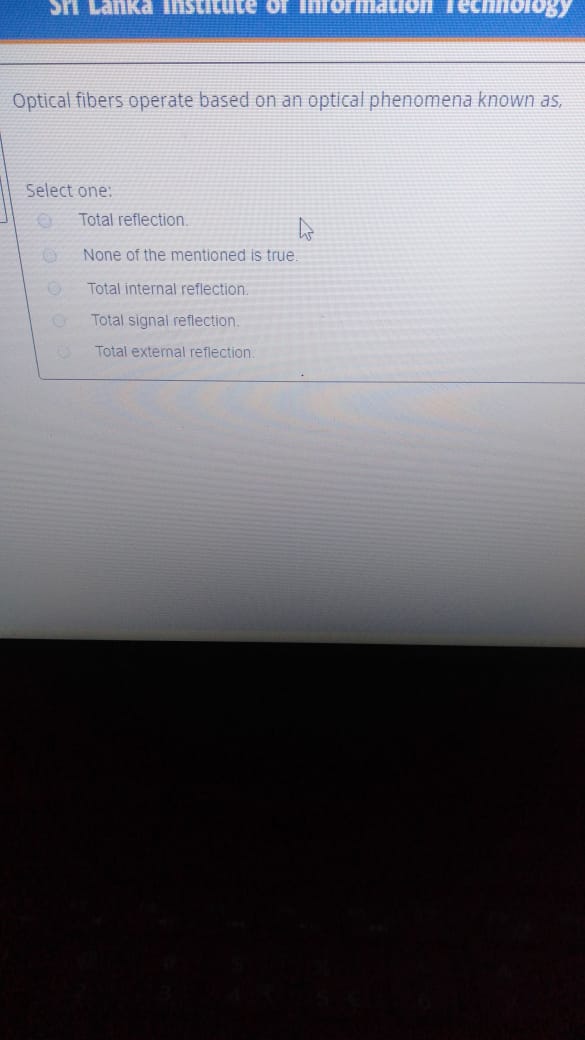 Sri Lanka Institute of Information Technology
Optical fibers operate based on an optical phenomena known as,
Select one:
Total reflection.
None of the mentioned is true.
Total internal reflection.
Total signal reflection.
Total external reflection.